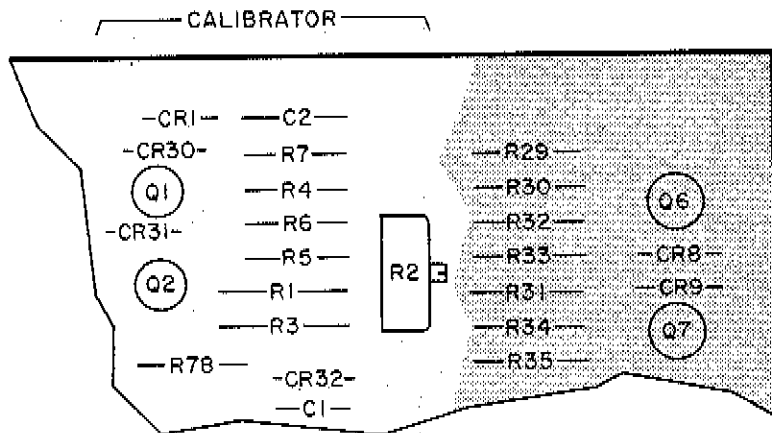 CALIBRATOR
CR1
C2
CR30
R7
R29
Q1
R4
R30
Q6
CR31
R6
R32
R5
R33
CR8
Q2
R2
R1
R31
CR9
R3
R34
Q7
R78
R35
CR32
C1